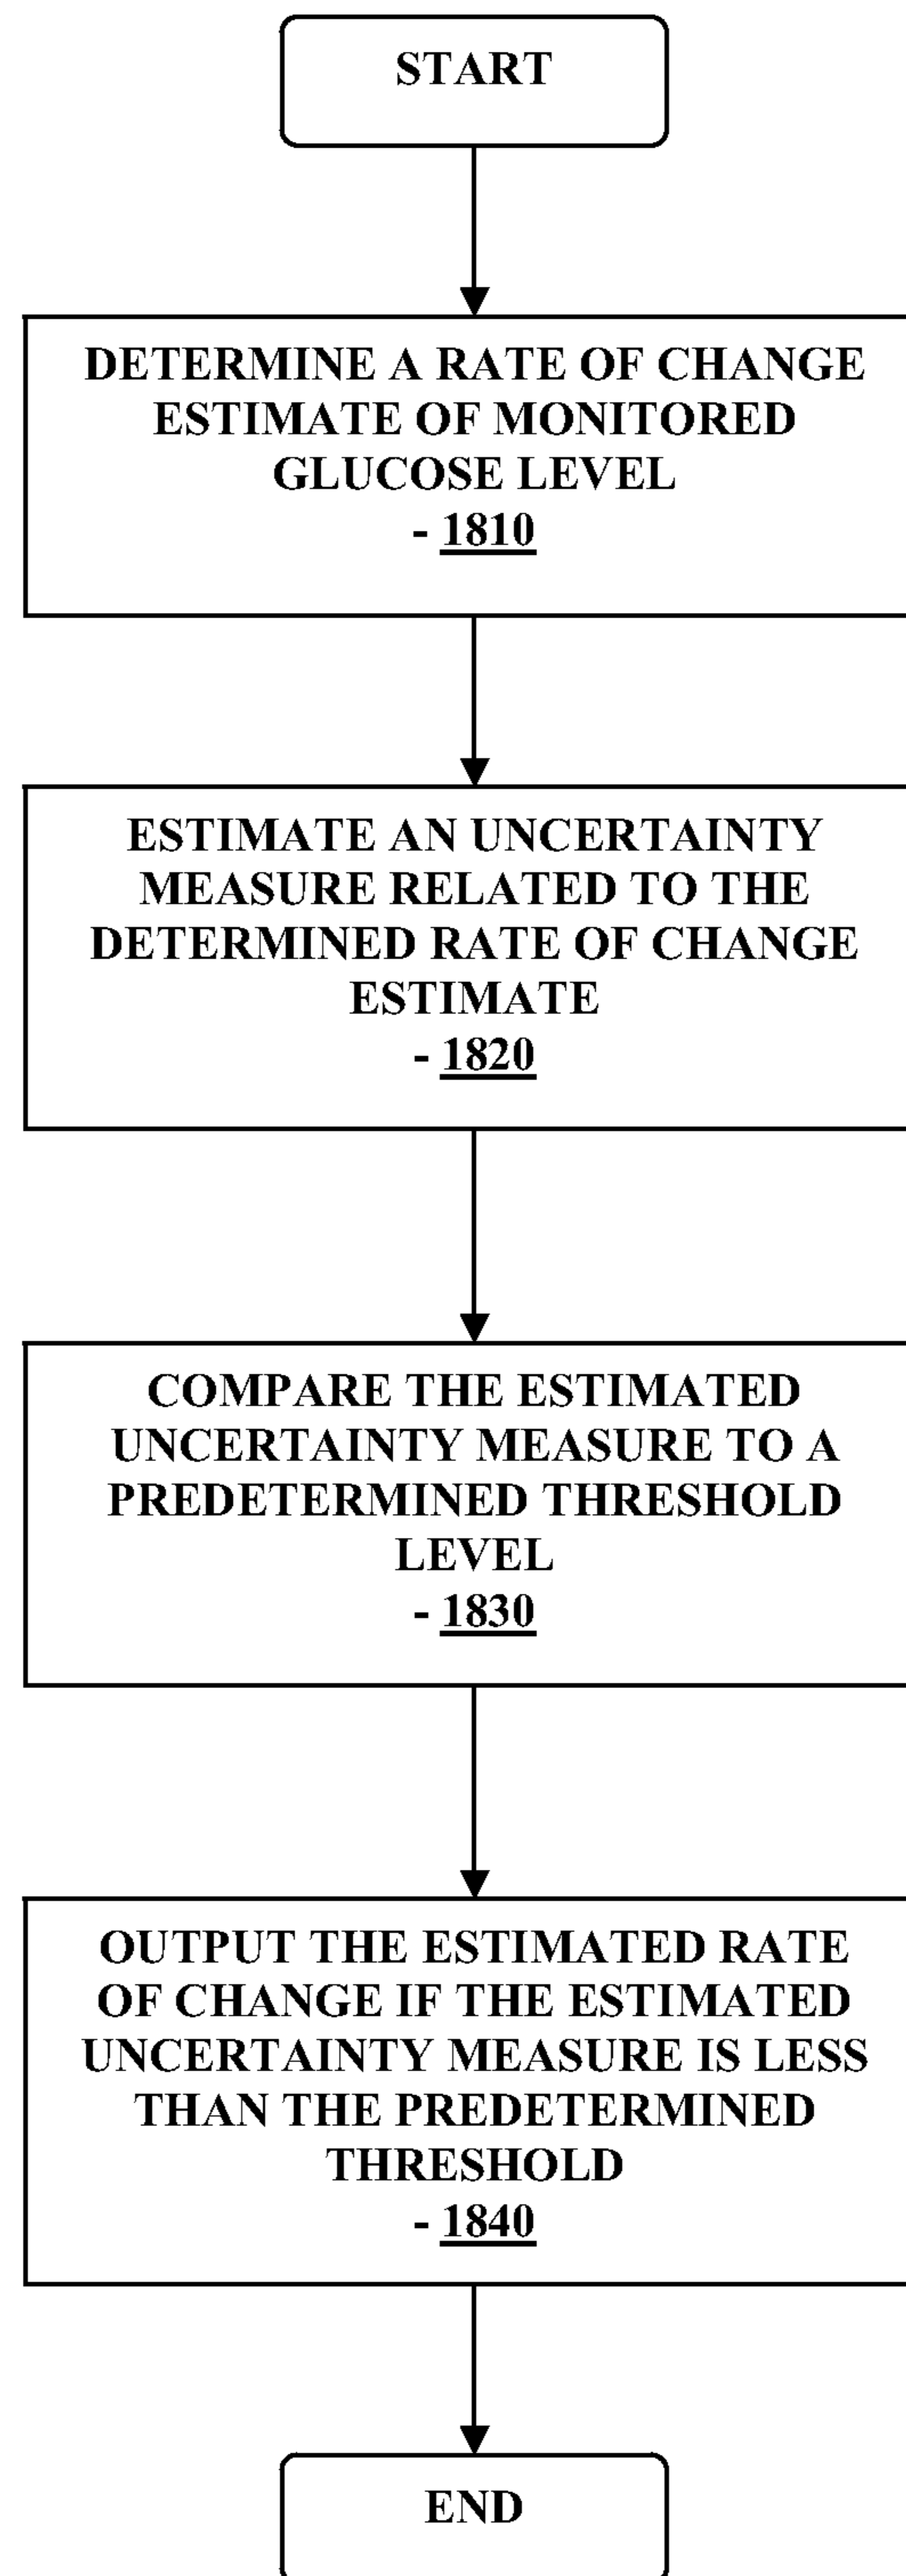 START
DETERMINE A RATE OF CHANGE
ESTIMATE OF MONITORED
GLUCOSE LEVEL
- 1810
ESTIMATE AN UNCERTAINTY
MEASURE RELATED TO THE
DETERMINED RATE OF CHANGE
ESTIMATE
- 1820
COMPARE THE ESTIMATED
UNCERTAINTY MEASURE TO A
PREDETERMINED THRESHOLD
LEVEL
- 1830
OUTPUT THE ESTIMATED RATE
OF CHANGE IF THE ESTIMATED
UNCERTAINTY MEASURE IS LESS
THAN THE PREDETERMINED
THRESHOLD
- 1840
END